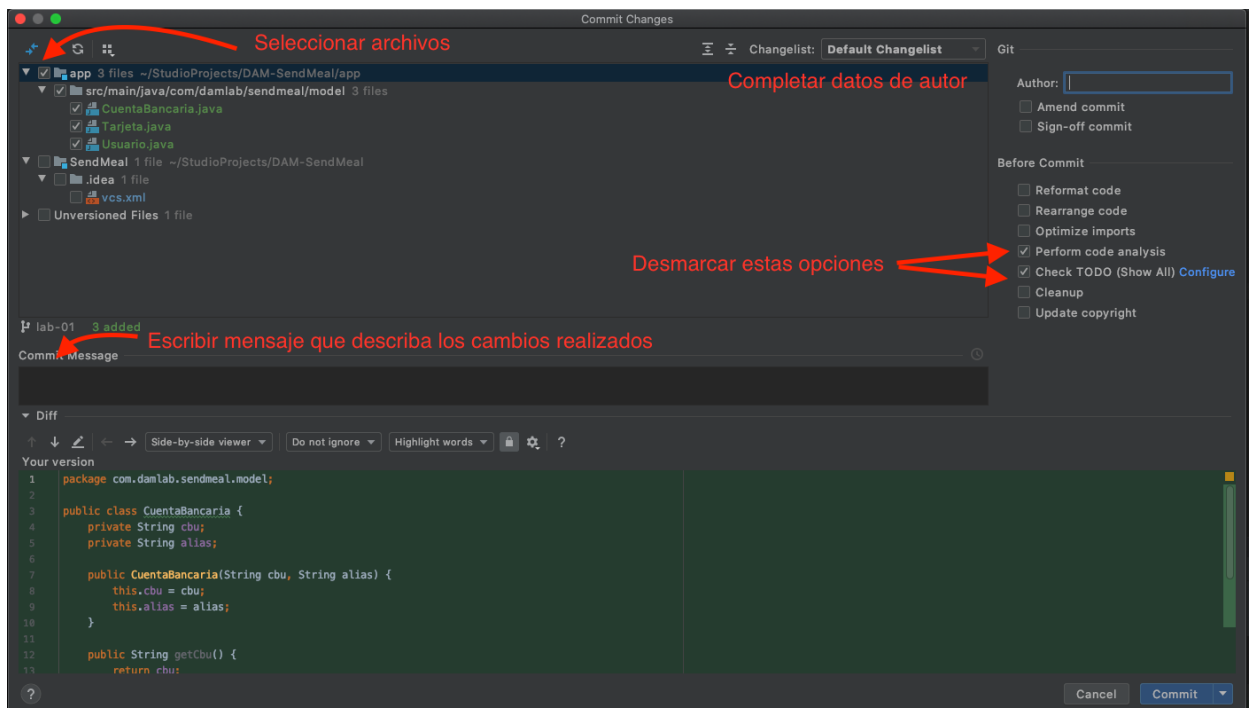 Commit Changes
Seleccionar archivos
Changelist: Default Changelist
Git
app 3 files ~/StudioProjects/DAM-SendMeal/app
Completar datos de autor
Author:
src/main/java/com/damlab/sendmeal/model 3 files
CuentaBancaria.java
Amend commit
Tarjeta.java
Sign-off commit
Usuario.java
SendMeal 1 file ~/StudioProjects/DAM-SendMeal
Before Commit
.idea 1 file
vcs.xml
Reformat code
Unversioned Files 1 file
Rearrange code
Optimize imports
Perform code analysis
Desmarcar estas opciones
Check TODO (Show All) Configure
Cleanup
Update copyright
lab-01 3 added
Escribir mensaje que describa los cambios realizados
Commit Message
Diff
Side-by-side viewer Do not ignore Highlight words ?
Your version
1 package com.damlab.sendmeal.model;
2
3 public class CuentaBancaria {
4 private String cbu;
5 private String alias;
6
7 public CuentaBancaria(String cbu, String alias) {
8 this.cbu = cbu;
9 this.alias = alias;
10 }
11
12 public String getCbu() {
13 return cbu;
? Cancel Commit